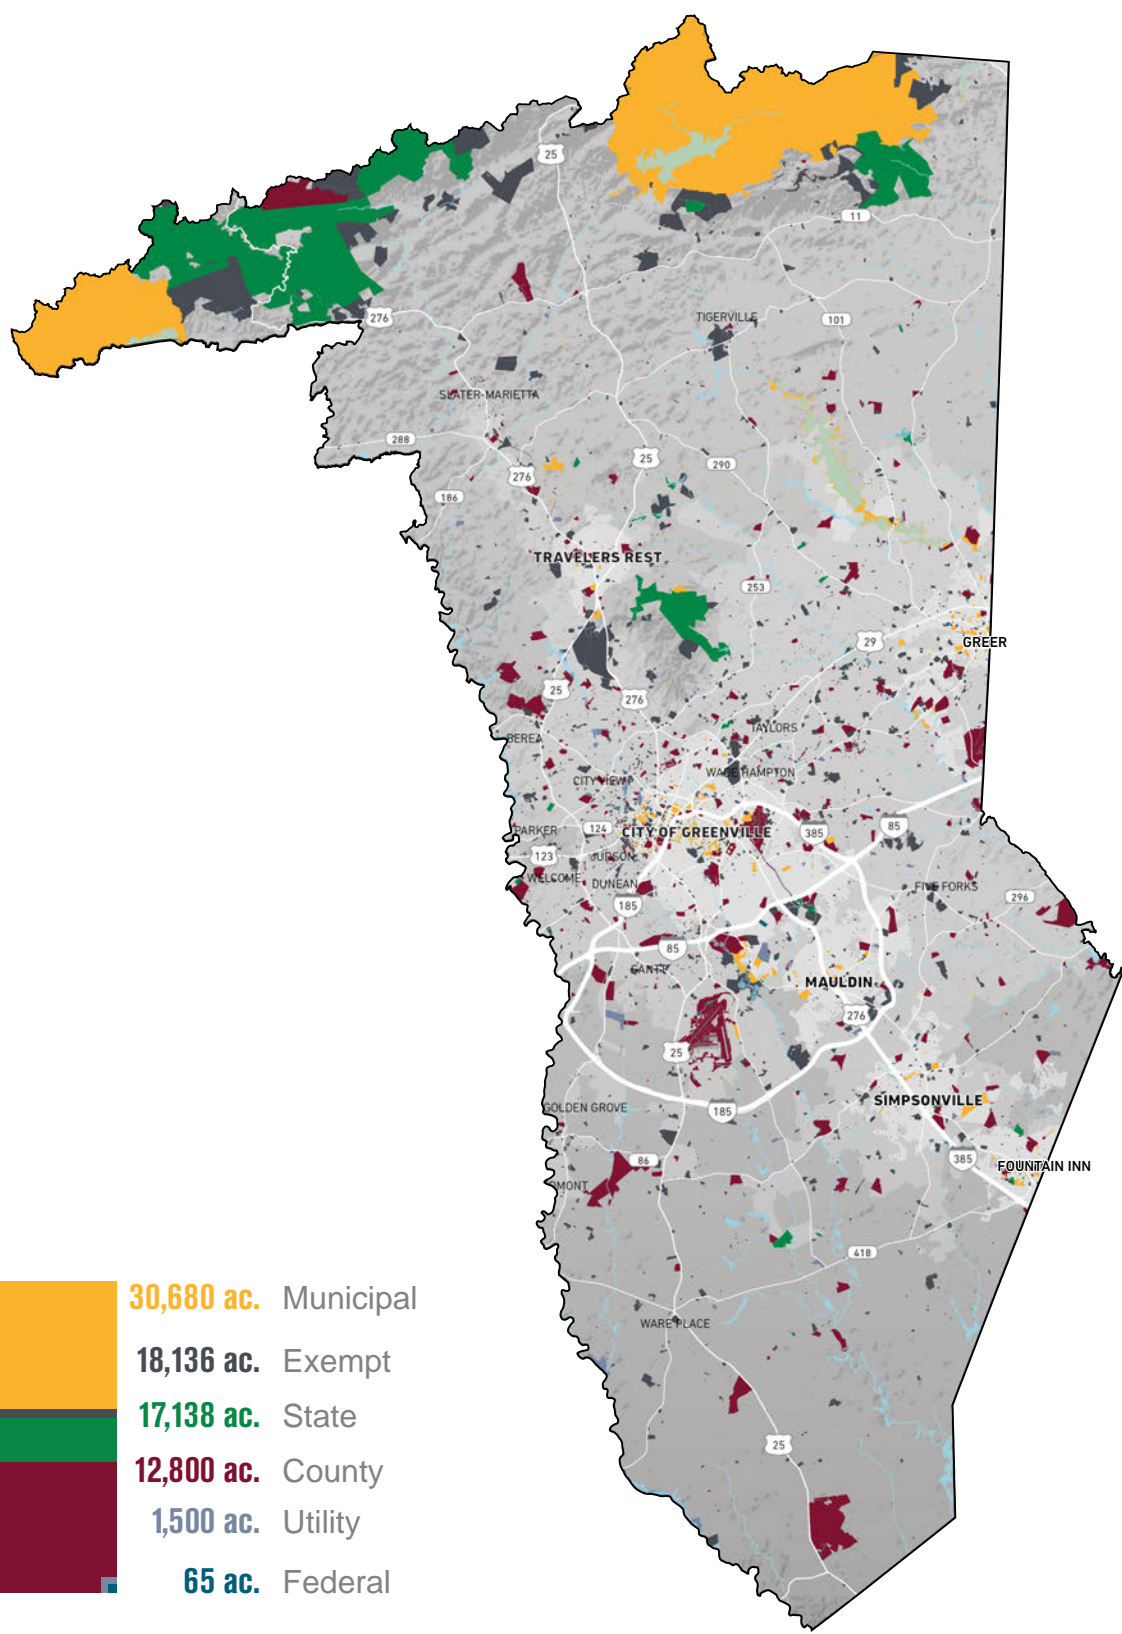 25
11
276
TIGERVILLE
101
SLATER-MARIETTA
288
25
290
276
186
TRAVELERS REST
253
29
GREER
25
276
TAYLORS
BEREA
WADE HAMPTON
CITY VIEW
PARKER
124
CITY OF GREENVILLE
385
85
123
JUDSON
WELCOME
DUNEAN
FIVE FORKS
296
185
85
GANTT
MAULDIN
276
25
SIMPSONVILLE
GOLDEN GROVE
185
86
385
FOUNTAIN INN
MONT
418
WARE PLACE
25
30,680 ac. Municipal
18,136 ac. Exempt
17,138 ac. State
12,800 ac. County
1,500 ac. Utility
65 ac. Federal